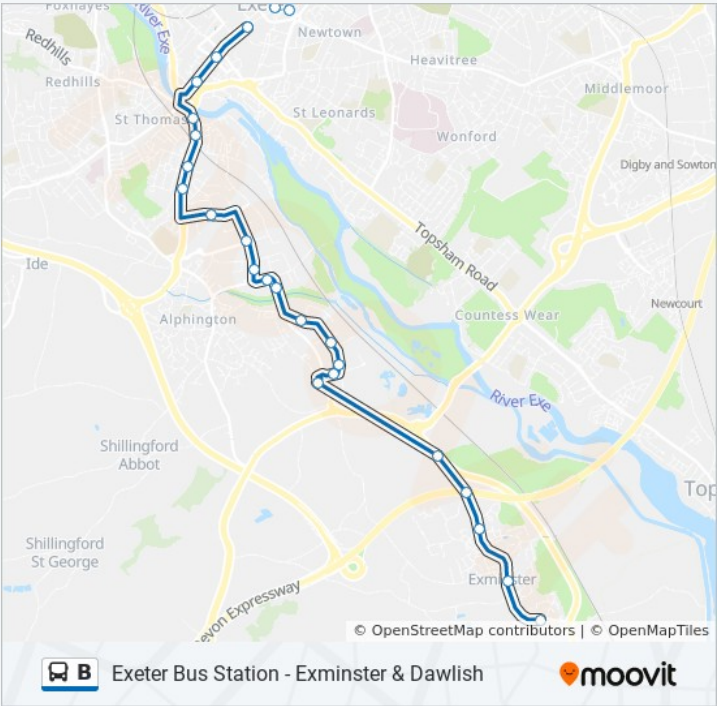 Foxhayes
Exe
River Exe
Newtown
Redhills
Heavitree
Redhills
Middlemoor
St Thomas
St Leonards
Wonford
Digby and Sowton
Topsham Road
Ide
Newcourt
Alphington
Countess Wear
River Exe
Shillingford
Abbot
Top
Shillingford
St George
Exminster
evon Expressway
© OpenStreetMap contributors | © OpenMapTiles
B
Exeter Bus Station - Exminster & Dawlish
moovit